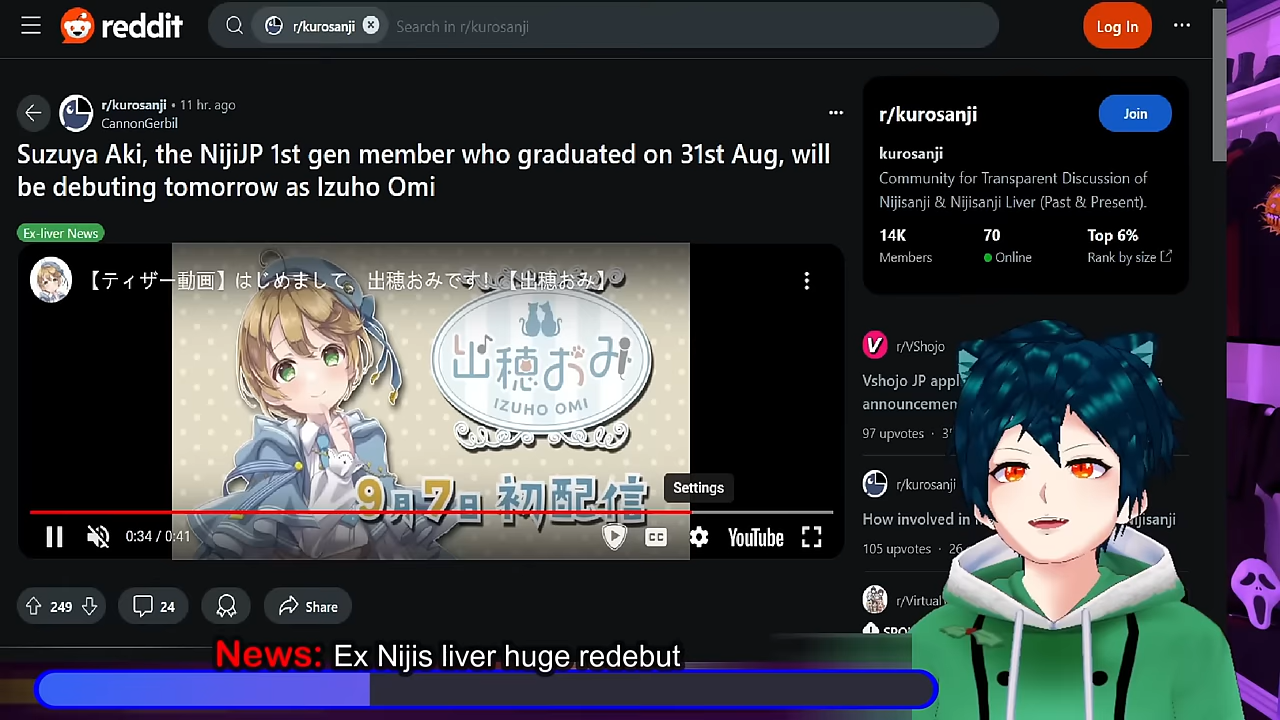 reddit
r/kurosanji
Search in r/kurosanji
Log In
r/kurosanji • 11 hr. ago
CannonGerbil
Suzuya Aki, the NijiJP 1st gen member who graduated on 31st Aug, will
be debuting tomorrow as Izuho Omi
Ex-liver News
【ティザー動画】はじめまして、出穂おみです！【出穂おみ】
出穂おみ
IZUHO OMI
9月7日 初配信
Settings
0:34 / 0:41
CC
YouTube
249
24
Share
r/kurosanji
Join
kurosanji
Community for Transparent Discussion of
Nijisanji & Nijisanji Liver (Past & Present).
14K
70
Top 6%
Members
Online
Rank by size
r/VShojo
Vshojo JP
97 upvotes
r/kurosanji
How involved in
105 upvotes
News: Ex Nijis liver huge redebut